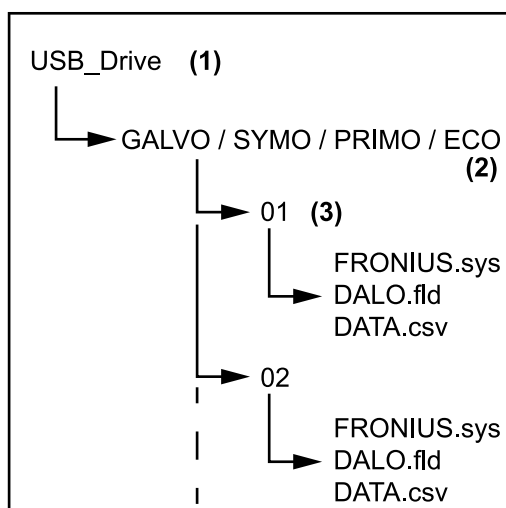 USB_Drive (1)
GALVO / SYMO / PRIMO / ECO
(2)
01 (3)
FRONIUS.sys
DALO.fld
DATA.csv
02
FRONIUS.sys
DALO.fld
DATA.csv